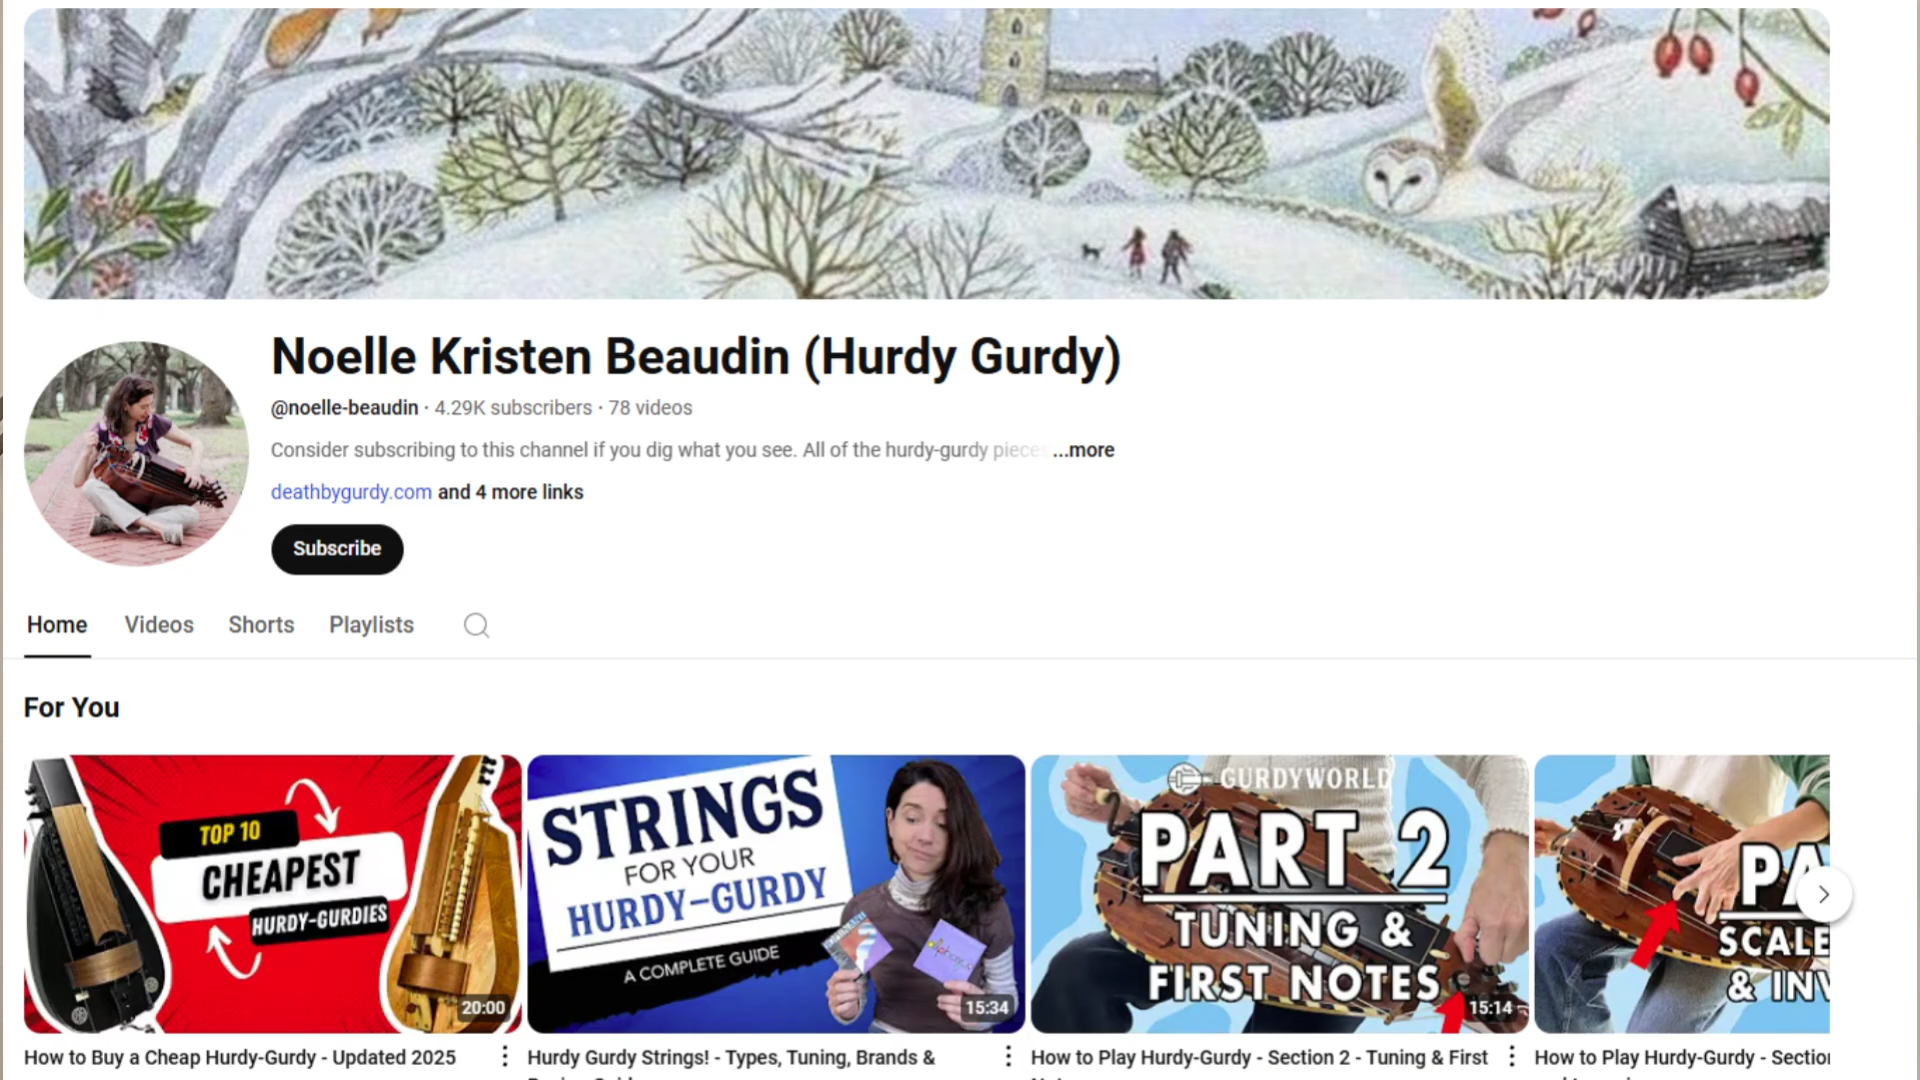 Noelle Kristen Beaudin (Hurdy Gurdy)
@noelle-beaudin · 4.29K subscribers · 78 videos
Consider subscribing to this channel if you dig what you see. All of the hurdy-gurdy pieces ...more
deathbygurdy.com and 4 more links
Subscribe
Home Videos Shorts Playlists
For You
TOP 10
CHEAPEST
HURDY-GURDIES
20:00
STRINGS
FOR YOUR
HURDY-GURDY
A COMPLETE GUIDE
15:34
GURDYWORLD
PART 2
TUNING &
FIRST NOTES
15:14
PA
SCALE
& INV
How to Buy a Cheap Hurdy-Gurdy - Updated 2025
Hurdy Gurdy Strings! - Types, Tuning, Brands &
How to Play Hurdy-Gurdy - Section 2 - Tuning & First
How to Play Hurdy-Gurdy - Section